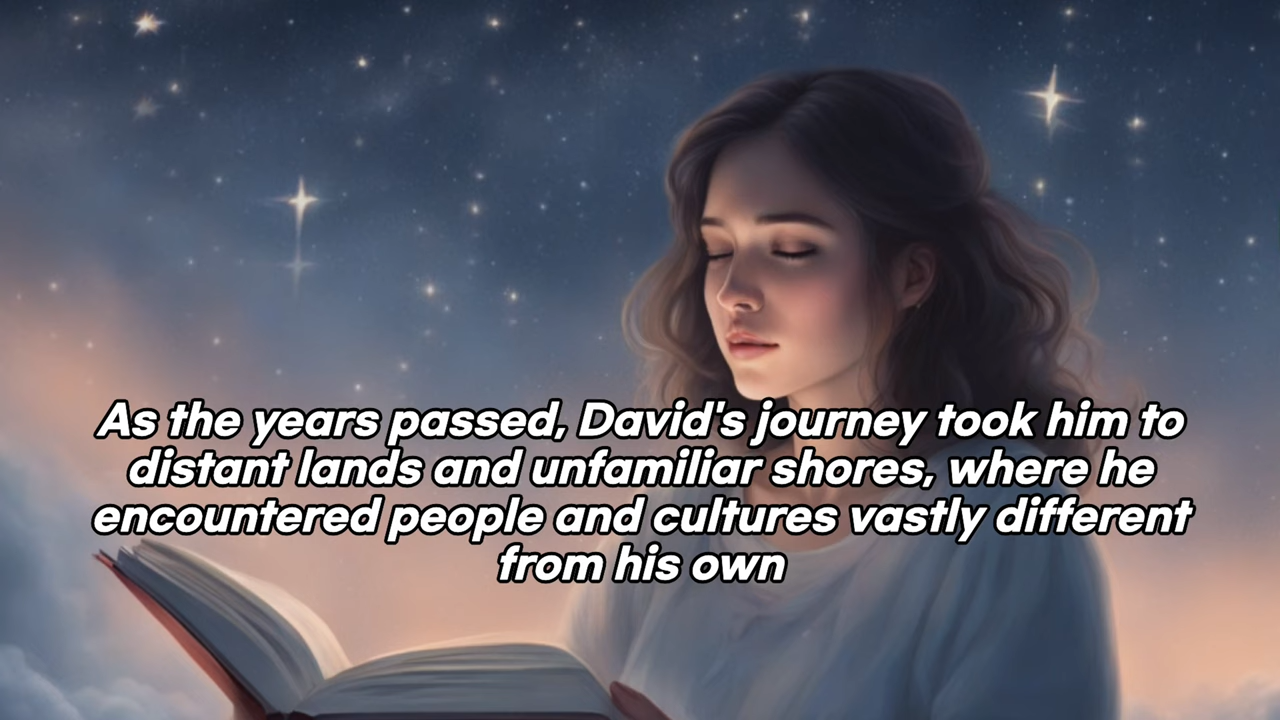 As the years passed, David's journey took him to
distant lands and unfamiliar shores, where he
encountered people and cultures vastly different
from his own